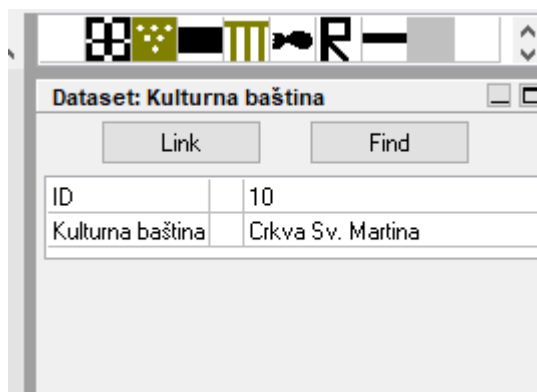 R
Dataset: Kulturna baština
Link Find
ID 10
Kulturna baština Crkva Sv. Martina